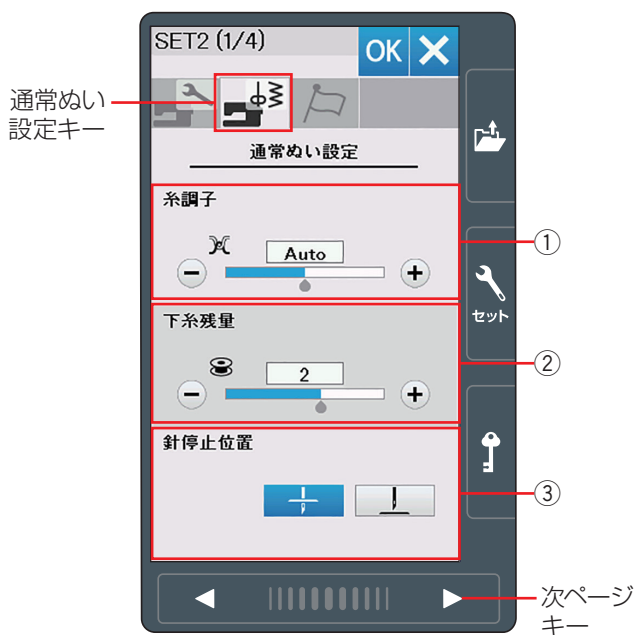 SET2 (1/4)
OK
通常ぬい
設定キー
通常ぬい設定
糸調子
Auto
①
セット
下糸残量
2
②
針停止位置
③
次ページ
キー